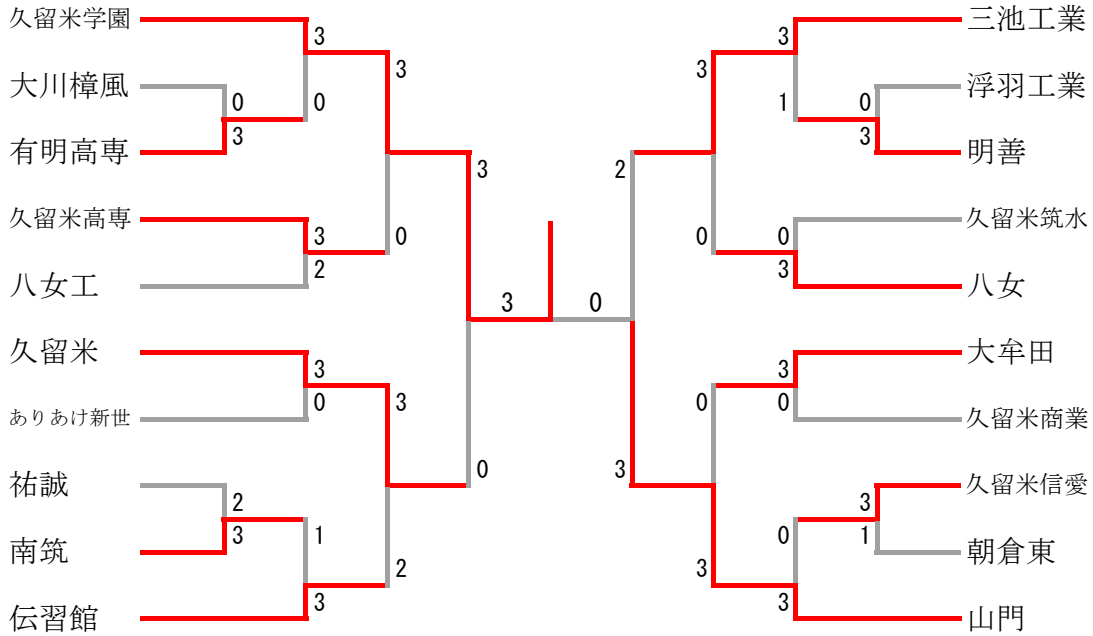 久留米学園
三池工業
3
3
3
3
大川樟風
浮羽工業
0
0
1
0
3
3
有明高専
明善
3
2
久留米高専
久留米筑水
3
0
0
0
2
3
八女工
八女
3
0
久留米
大牟田
3
3
0
3
0
0
ありあけ新世
久留米商業
0
3
祐誠
久留米信愛
2
3
3
1
0
1
南筑
朝倉東
2
3
3
3
伝習館
山門